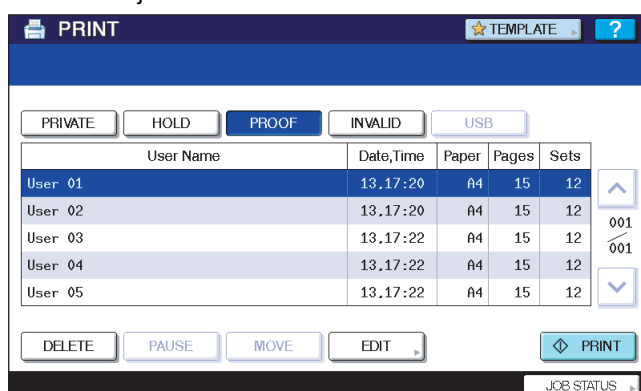 PRINT TEMPLATE ?
PRIVATE HOLD PROOF INVALID USB
User Name Date,Time Paper Pages Sets
User 01 13,17:20 A4 15 12
User 02 13,17:20 A4 15 12
User 03 13,17:22 A4 15 12
User 04 13,17:22 A4 15 12
User 05 13,17:22 A4 15 12
001
001
DELETE PAUSE MOVE EDIT PRINT
JOB STATUS